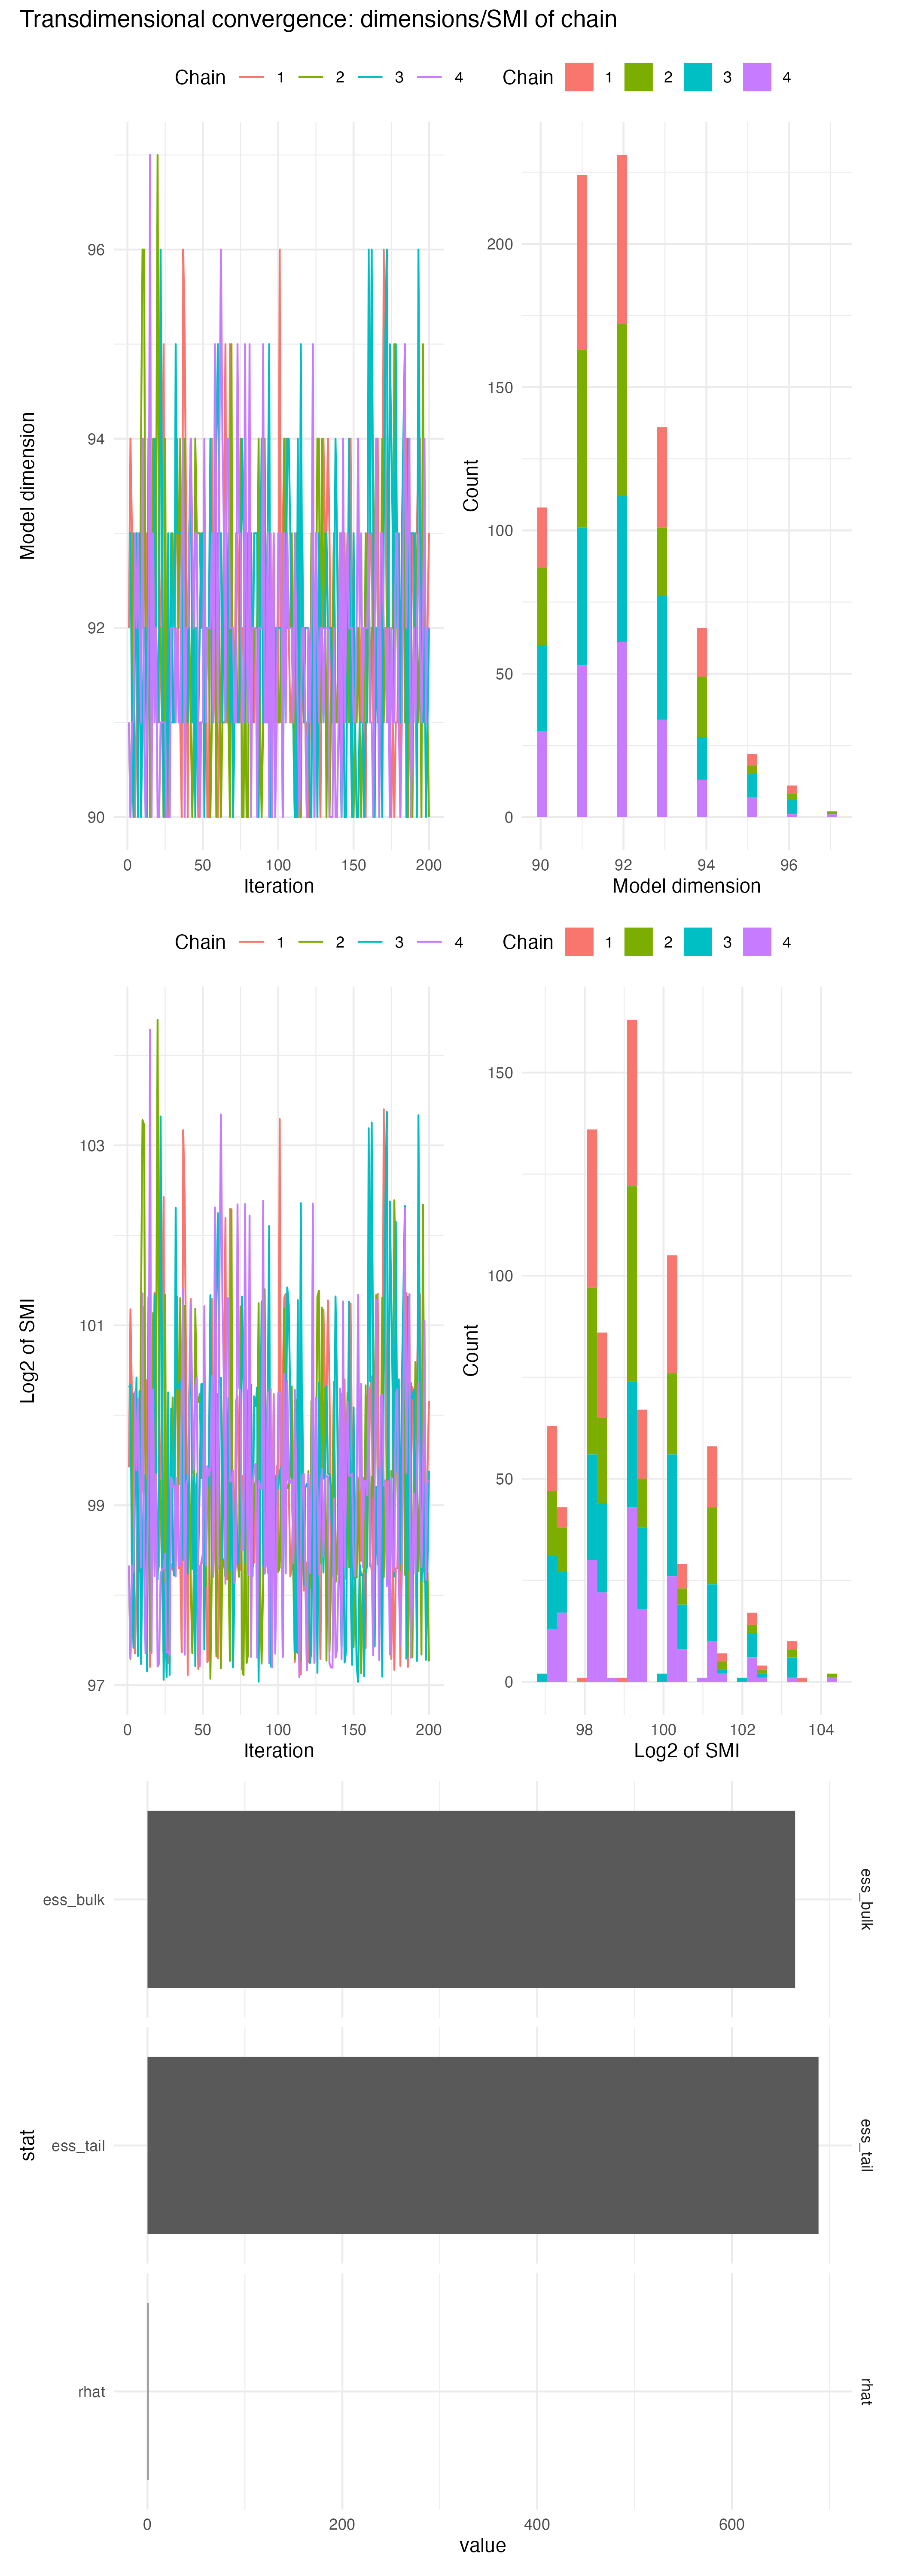 Transdimensional convergence: dimensions/SMI of chain
Chain 1 2 3 4 Chain 1 2 3 4
96
94
92
90
Model dimension
0 50 100 150 200
Iteration
200
150
100
50
0
Count
90 92 94 96
Model dimension
Chain 1 2 3 4 Chain 1 2 3 4
103
101
99
97
Log2 of SMI
0 50 100 150 200
Iteration
150
100
50
0
Count
98 100 102 104
Log2 of SMI
ess_bulk ess_bulk
stat
ess_tail ess_tail
rhat rhat
0 200 400 600
value